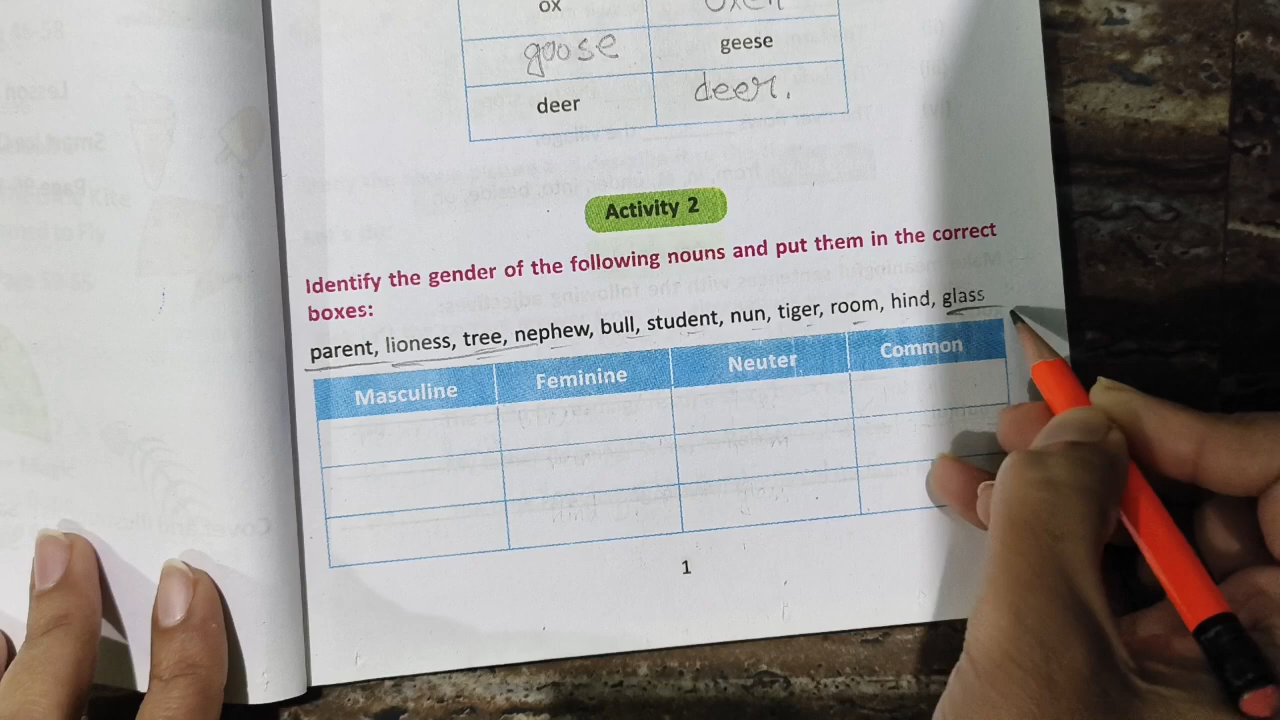 ox oxen
goose geese
deer deer.
Activity 2
Identify the gender of the following nouns and put them in the correct
boxes:
parent, lioness, tree, nephew, bull, student, nun, tiger, room, hind, glass
Masculine Feminine Neuter Common
1